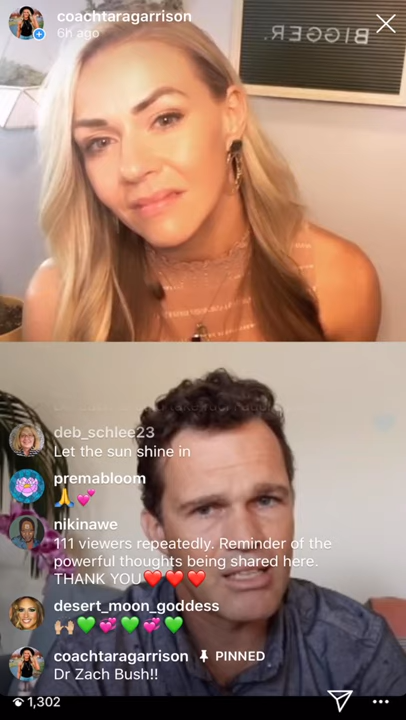 coachtaragarrison
6h ago
BIGGER.
deb_schlee23
Let the sun shine in
premabloom
🙏💞
nikinawe
111 viewers repeatedly. Reminder of the
powerful thoughts being shared here.
THANK YOU❤️❤️❤️
desert_moon_goddess
🙌🏼💚💞💚💞💚
coachtaragarrison PINNED
Dr Zach Bush!!
1,302